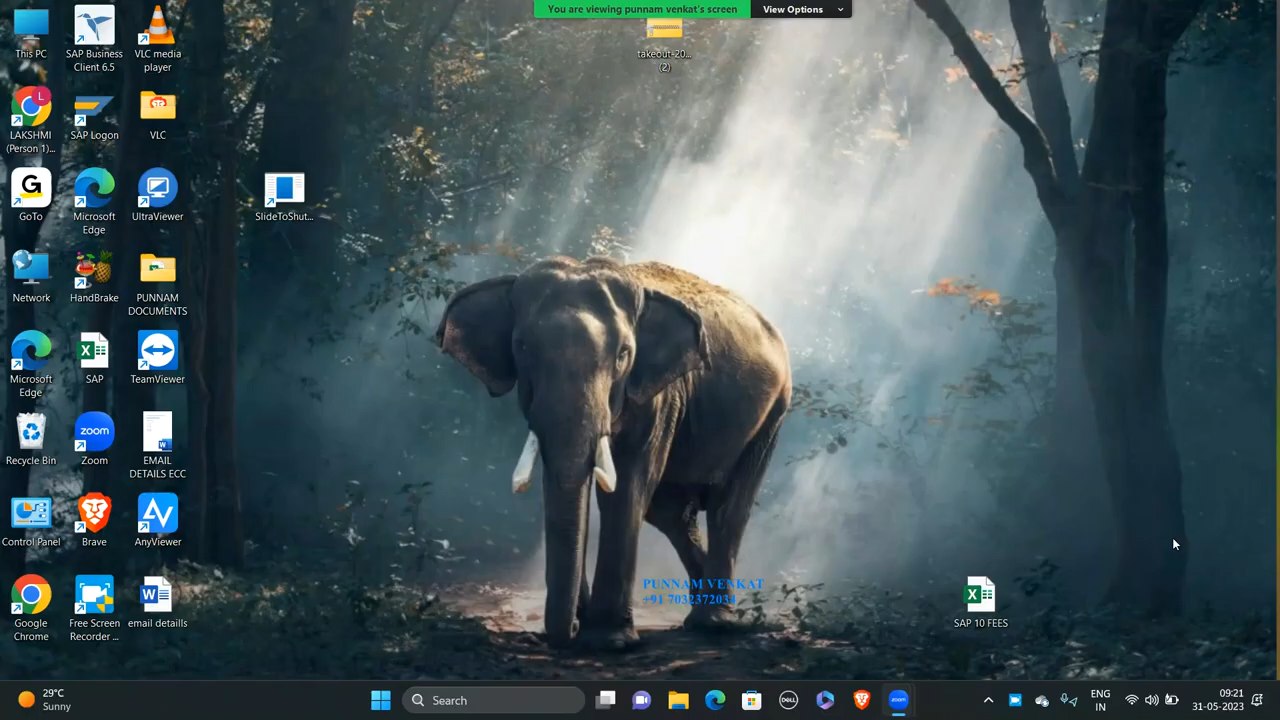 You are viewing punnam venkat's screen
View Options
This PC
SAP Business
Client 6.5
VLC media
player
takeout-20...
(2)
L
LAKSHMI
(Person 1)...
SAP Logon
VLC
G
GoTo
Microsoft
Edge
UltraViewer
SlideToShut...
Network
HandBrake
PUNNAM
DOCUMENTS
Microsoft
Edge
SAP
TeamViewer
Recycle Bin
zoom
Zoom
EMAIL
DETAILS ECC
Control Panel
Brave
AnyViewer
Google
Chrome
Free Screen
Recorder ...
email detaills
PUNNAM VENKAT
+91 7032372034
SAP 10 FEES
29°C
Sunny
Search
DELL
zoom
ENG
IN
09:21
31-05-2023